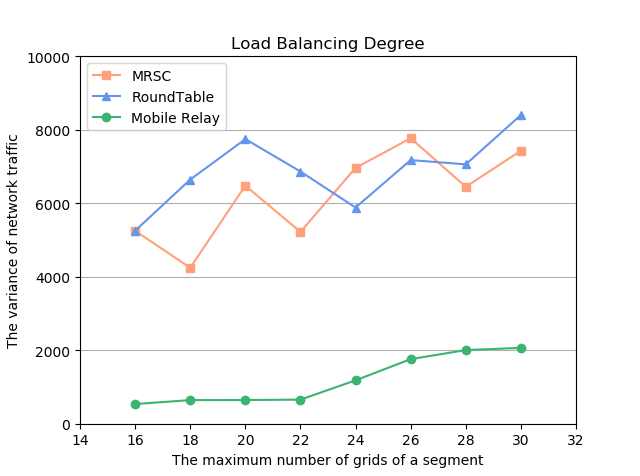 Load Balancing Degree
MRSC
RoundTable
Mobile Relay
The variance of network traffic
10000
8000
6000
4000
2000
0
14 16 18 20 22 24 26 28 30 32
The maximum number of grids of a segment